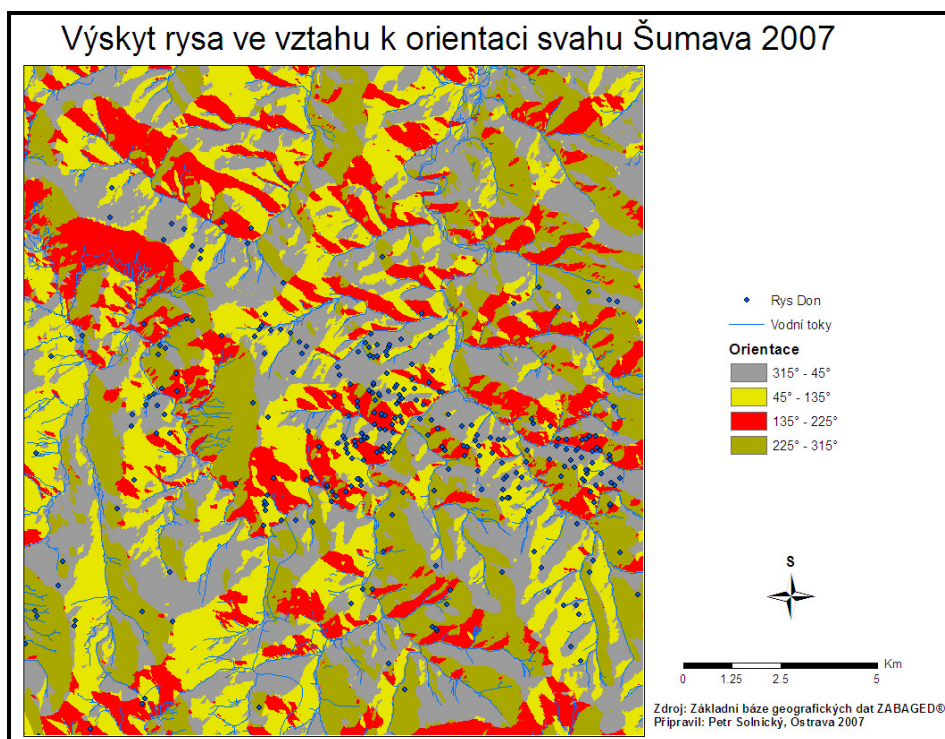 Výskyt rysa ve vztahu k orientaci svahu Šumava 2007
Rys Don
Vodní toky
Orientace
315° - 45°
45° - 135°
135° - 225°
225° - 315°
S
Km
0 1.25 2.5 5
Zdroj: Základní báze geografických dat ZABAGED®
Připravil: Petr Solnický, Ostrava 2007